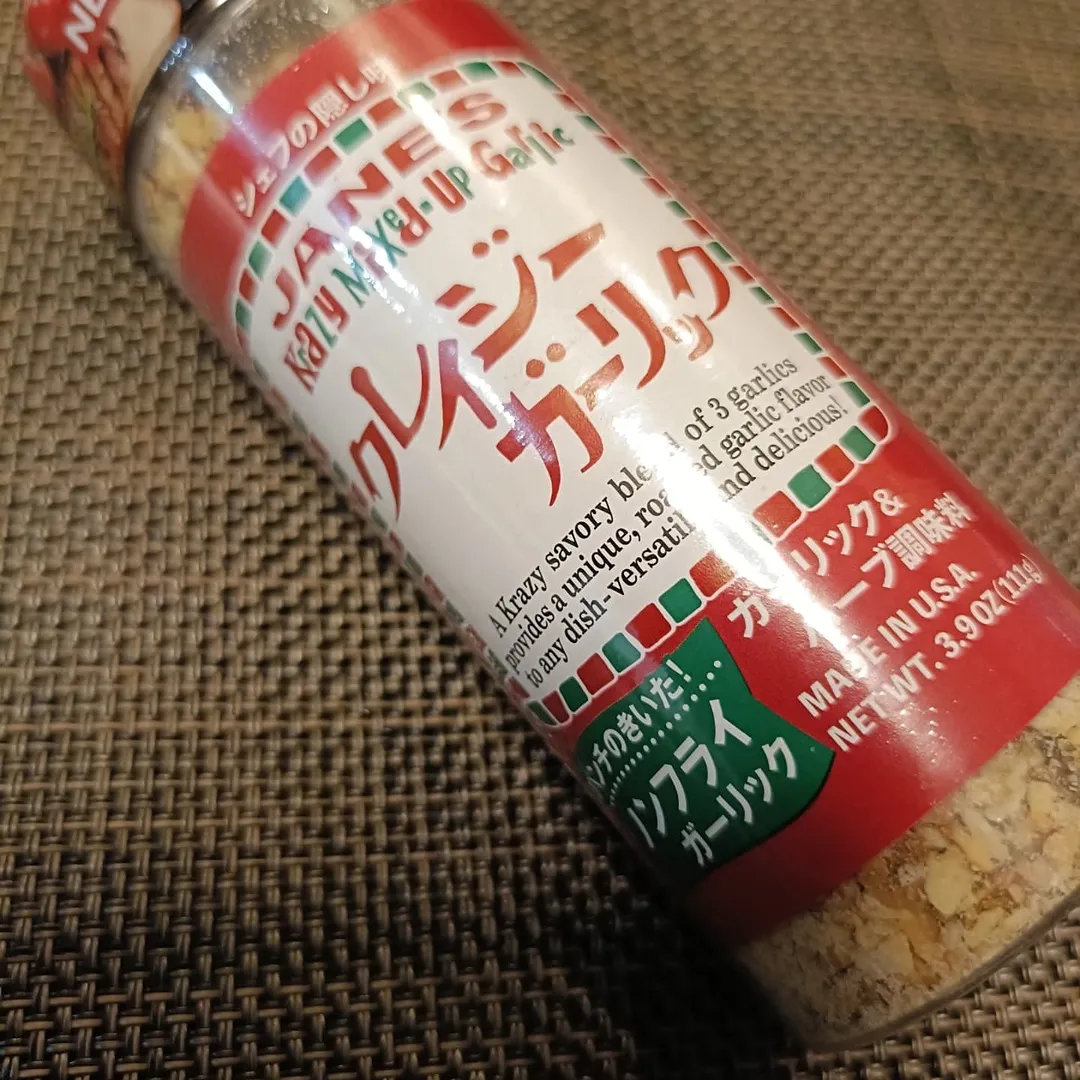 シェフの隠し味
JANE'S
Krazy Mixed-Up Garlic
クレイジー
ガーリック
A Krazy savory of 3 garlics
provides a unique, garlic flavor
to any dish-versatile and delicious!
ガーリック&
ハーブ調味料
MADE IN U.S.A.
NET WT. 3.9 OZ (111g)
パンチのきいた!
ノンフライ
ガーリック